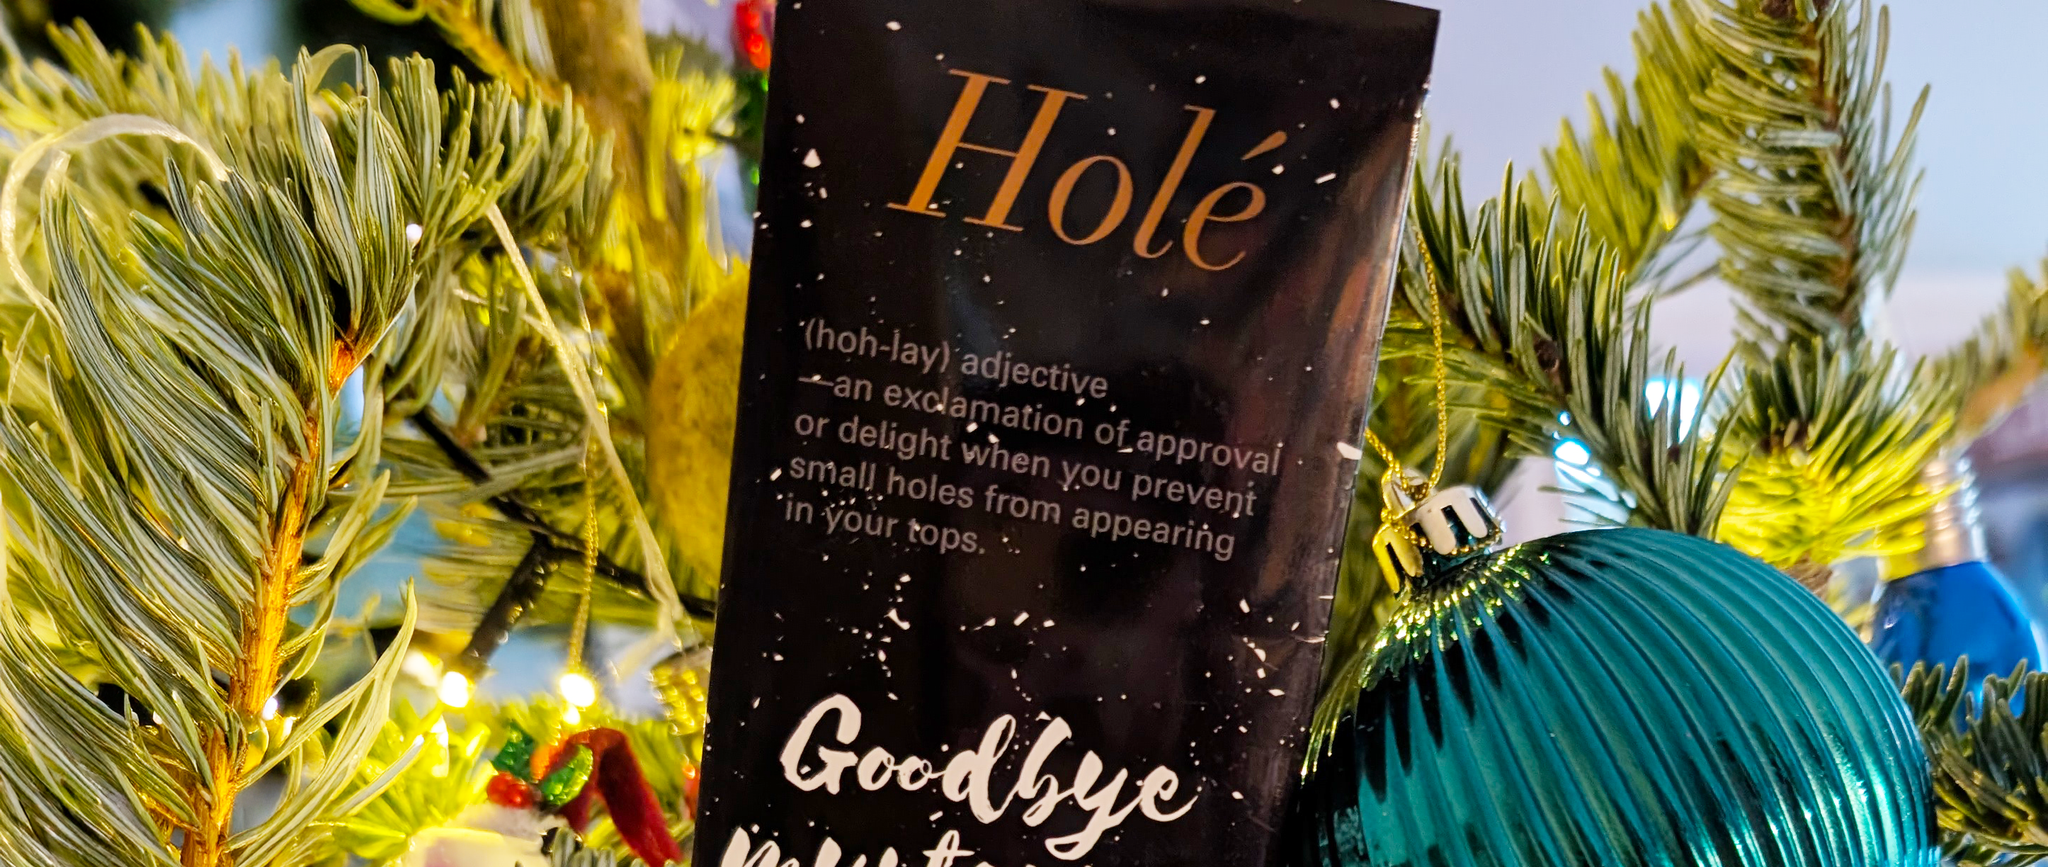 Holé
(hoh-lay) adjective
—an exclamation of approval
or delight when you prevent
small holes from appearing
in your tops.
Goodbye